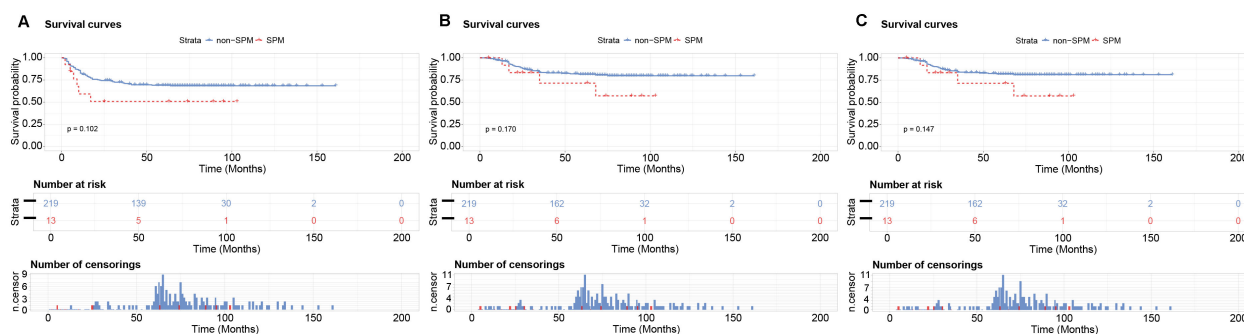 A Survival curves
Strata non-SPM SPM
Survival probability
1.00
0.75
0.50
0.25
0.00
p = 0.102
0 50 100 150 200
Time (Months)
Number at risk
Strata
219 139 30 2 0
13 5 1 0 0
0 50 100 150 200
Time (Months)
Number of censorings
n.censor
9
6
4
2
0
0 50 100 150 200
Time (Months)
B Survival curves
Strata non-SPM SPM
Survival probability
1.00
0.75
0.50
0.25
0.00
p = 0.170
0 50 100 150 200
Time (Months)
Number at risk
Strata
219 162 32 2 0
13 6 1 0 0
0 50 100 150 200
Time (Months)
Number of censorings
n.censor
11
7
4
2
0
0 50 100 150 200
Time (Months)
C Survival curves
Strata non-SPM SPM
Survival probability
1.00
0.75
0.50
0.25
0.00
p = 0.147
0 50 100 150 200
Time (Months)
Number at risk
Strata
219 162 32 2 0
13 6 1 0 0
0 50 100 150 200
Time (Months)
Number of censorings
n.censor
11
7
4
2
0
0 50 100 150 200
Time (Months)